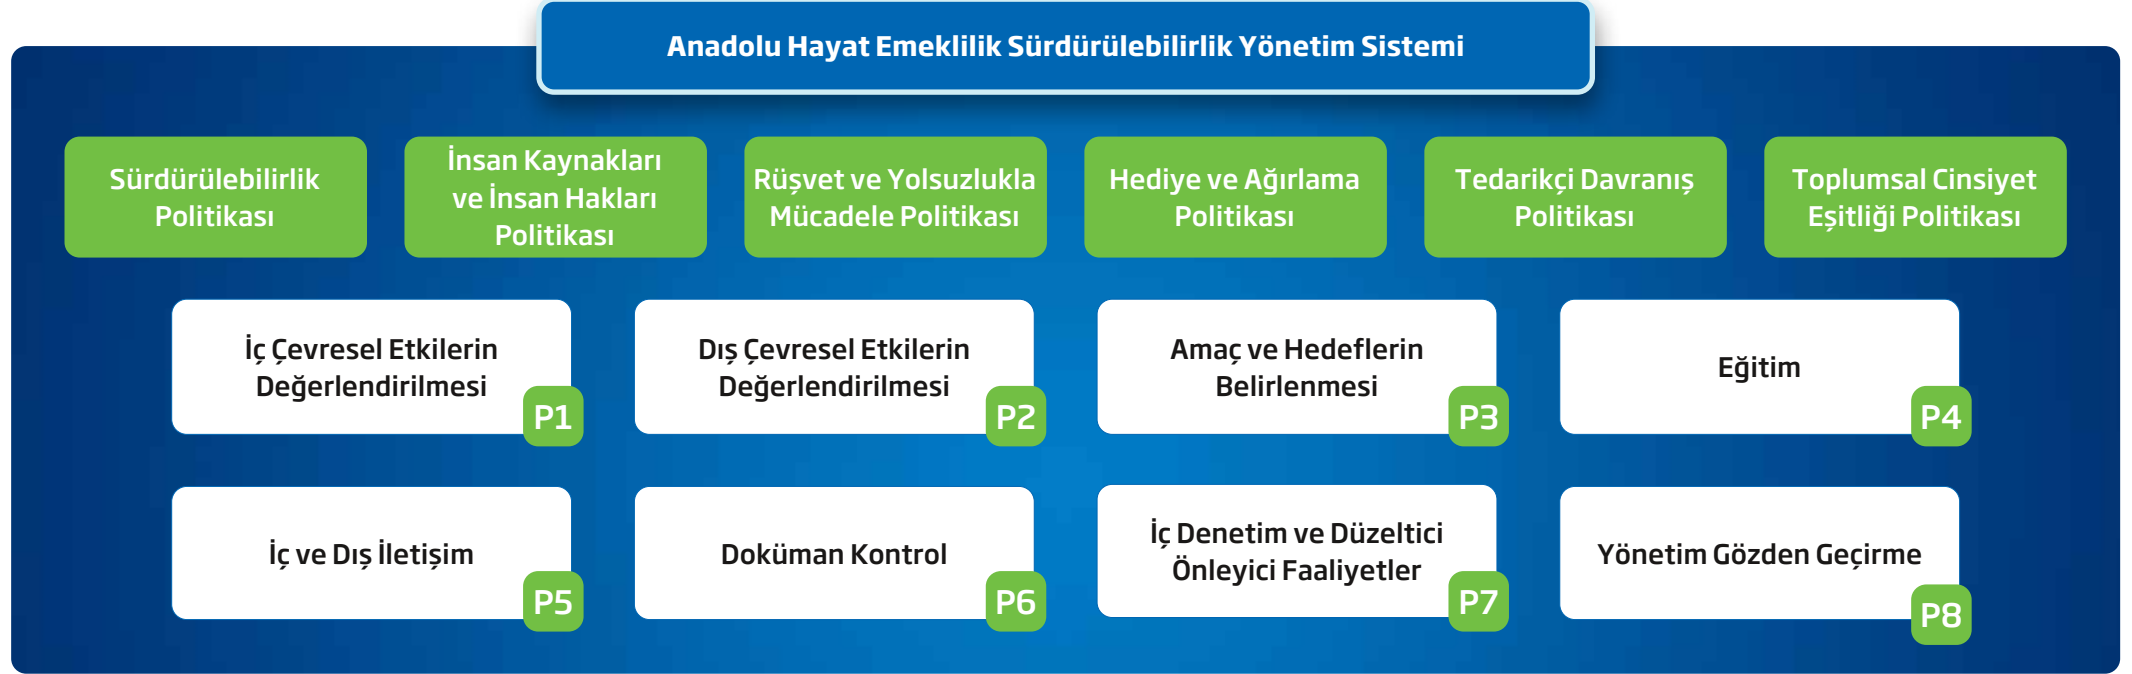 Anadolu Hayat Emeklilik Sürdürülebilirlik Yönetim Sistemi
Sürdürülebilirlik
Politikası
İnsan Kaynakları
ve İnsan Hakları
Politikası
Rüşvet ve Yolsuzlukla
Mücadele Politikası
Hediye ve Ağırlama
Politikası
Tedarikçi Davranış
Politikası
Toplumsal Cinsiyet
Eşitliği Politikası
İç Çevresel Etkilerin
Değerlendirilmesi
P1
Dış Çevresel Etkilerin
Değerlendirilmesi
P2
Amaç ve Hedeflerin
Belirlenmesi
P3
Eğitim
P4
İç ve Dış İletişim
P5
Doküman Kontrol
P6
İç Denetim ve Düzeltici
Önleyici Faaliyetler
P7
Yönetim Gözden Geçirme
P8